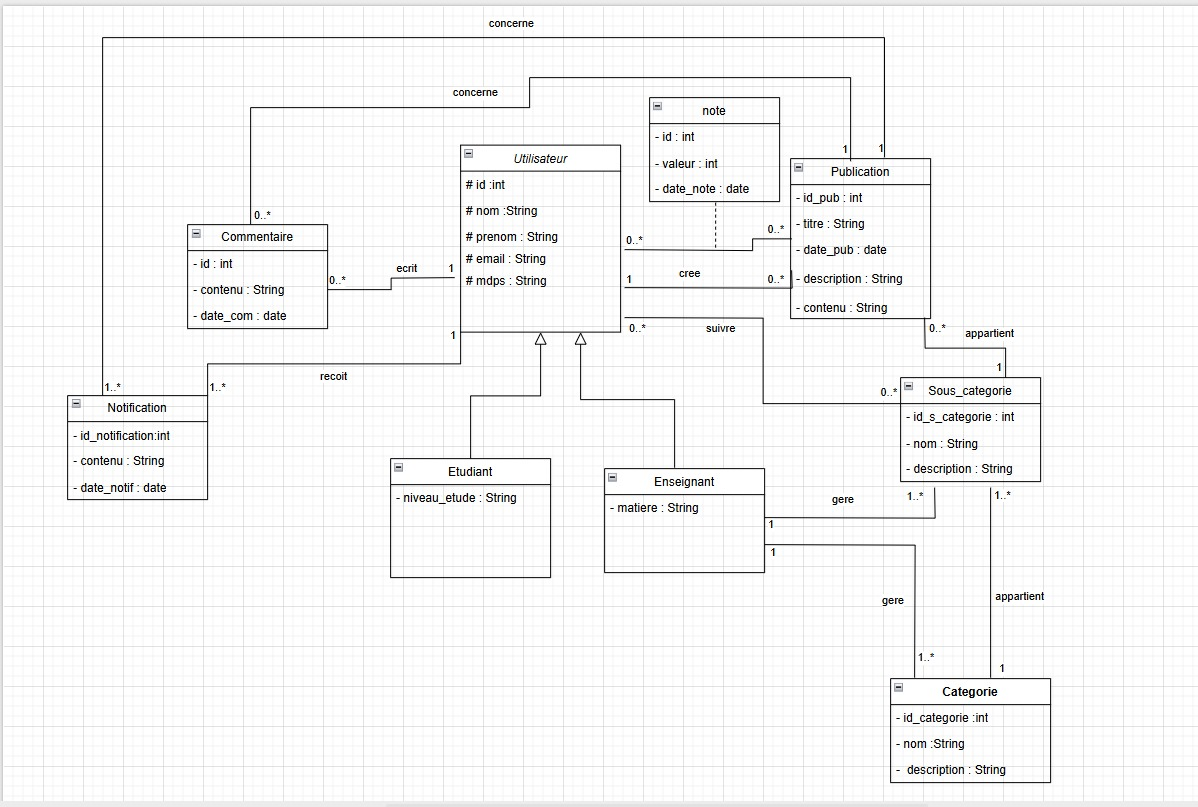 concerne
concerne
1
1
note
- id : int
- valeur : int
- date_note : date
Utilisateur
# id :int
# nom :String
# prenom : String
# email : String
# mdps : String
Publication
- id_pub : int
- titre : String
- date_pub : date
- description : String
- contenu : String
0..*
Commentaire
- id : int
- contenu : String
- date_com : date
0..*
ecrit
1
0..*
0..*
1
cree
0..*
0..*
suivre
0..*
0..*
appartient
1
1
recoit
1..*
1..*
Notification
- id_notification:int
- contenu : String
- date_notif : date
Sous_categorie
- id_s_categorie : int
- nom : String
- description : String
Etudiant
- niveau_etude : String
Enseignant
- matiere : String
gere
1..*
1..*
1
1
gere
appartient
1..*
1
Categorie
- id_categorie :int
- nom :String
- description : String